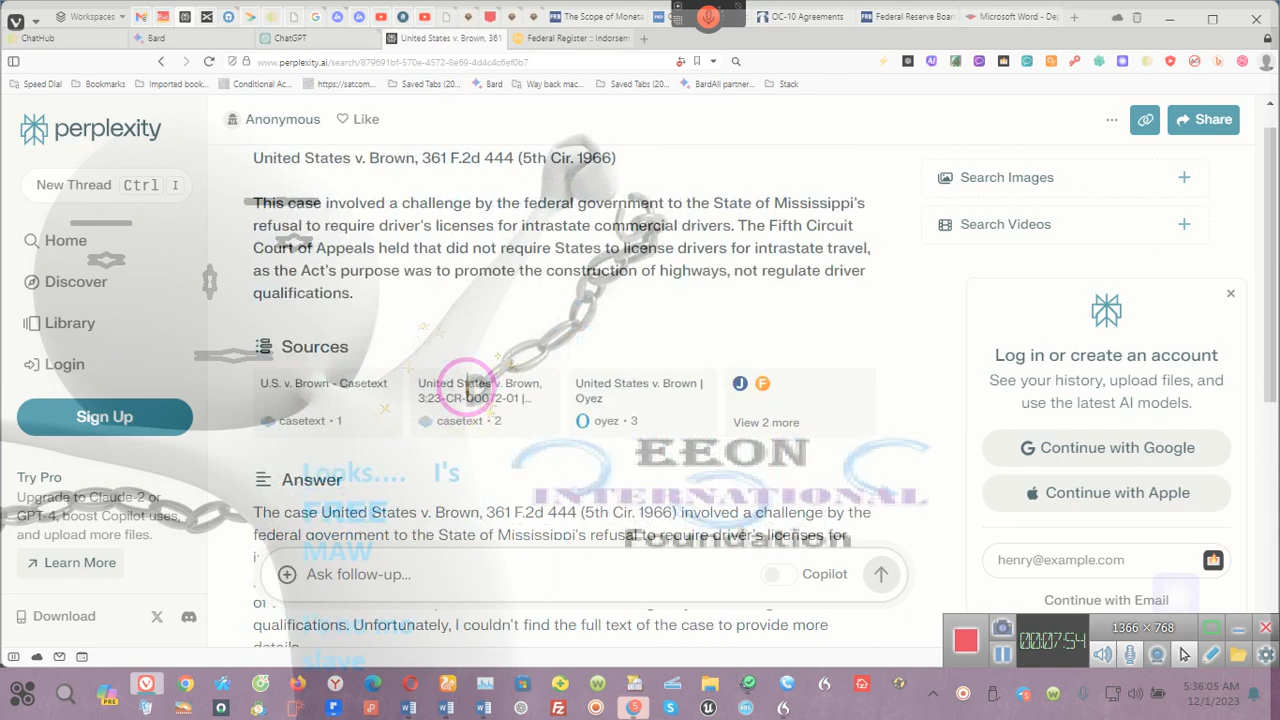 Workspaces
The Scope of Moneta
OC-10 Agreements
Federal Reserve Boar
Microsoft Word - Dep
ChatHub
Bard
ChatGPT
United States v. Brown, 361
Federal Register :: Indorsem
www.perplexity.ai/search/879691bf-570e-4572-8e69-4d4c4c6ef0b7
Speed Dial
Bookmarks
Imported book...
Conditional Ac...
https://satcom...
Saved Tabs (20...
Bard
Way back mac...
Saved Tabs (20...
BardAll partner...
Stack
perplexity
Anonymous
Like
Share
New Thread Ctrl I
Home
Discover
Library
Login
Sign Up
Try Pro
Upgrade to Claude-2 or
GPT-4, boost Copilot uses,
and upload more files.
Learn More
Download
United States v. Brown, 361 F.2d 444 (5th Cir. 1966)
This case involved a challenge by the federal government to the State of Mississippi's
refusal to require driver's licenses for intrastate commercial drivers. The Fifth Circuit
Court of Appeals held that did not require States to license drivers for intrastate travel,
as the Act's purpose was to promote the construction of highways, not regulate driver
qualifications.
Sources
U.S. v. Brown - Casetext
casetext · 1
United States v. Brown,
3:23-CR-00072-01 |...
casetext · 2
United States v. Brown |
Oyez
oyez · 3
J F
View 2 more
EEON
INTERNATIONAL
Foundation
Looks.... I's
FREE
MAW
slave
Answer
The case United States v. Brown, 361 F.2d 444 (5th Cir. 1966) involved a challenge by the
federal government to the State of Mississippi's refusal to require driver's licenses for
Ask follow-up...
Copilot
qualifications. Unfortunately, I couldn't find the full text of the case to provide more
details.
Search Images
Search Videos
Log in or create an account
See your history, upload files, and
use the latest AI models.
Continue with Google
Continue with Apple
henry@example.com
Continue with Email
1366 × 768
00:07:54
PRE
5:36:05 AM
12/1/2023